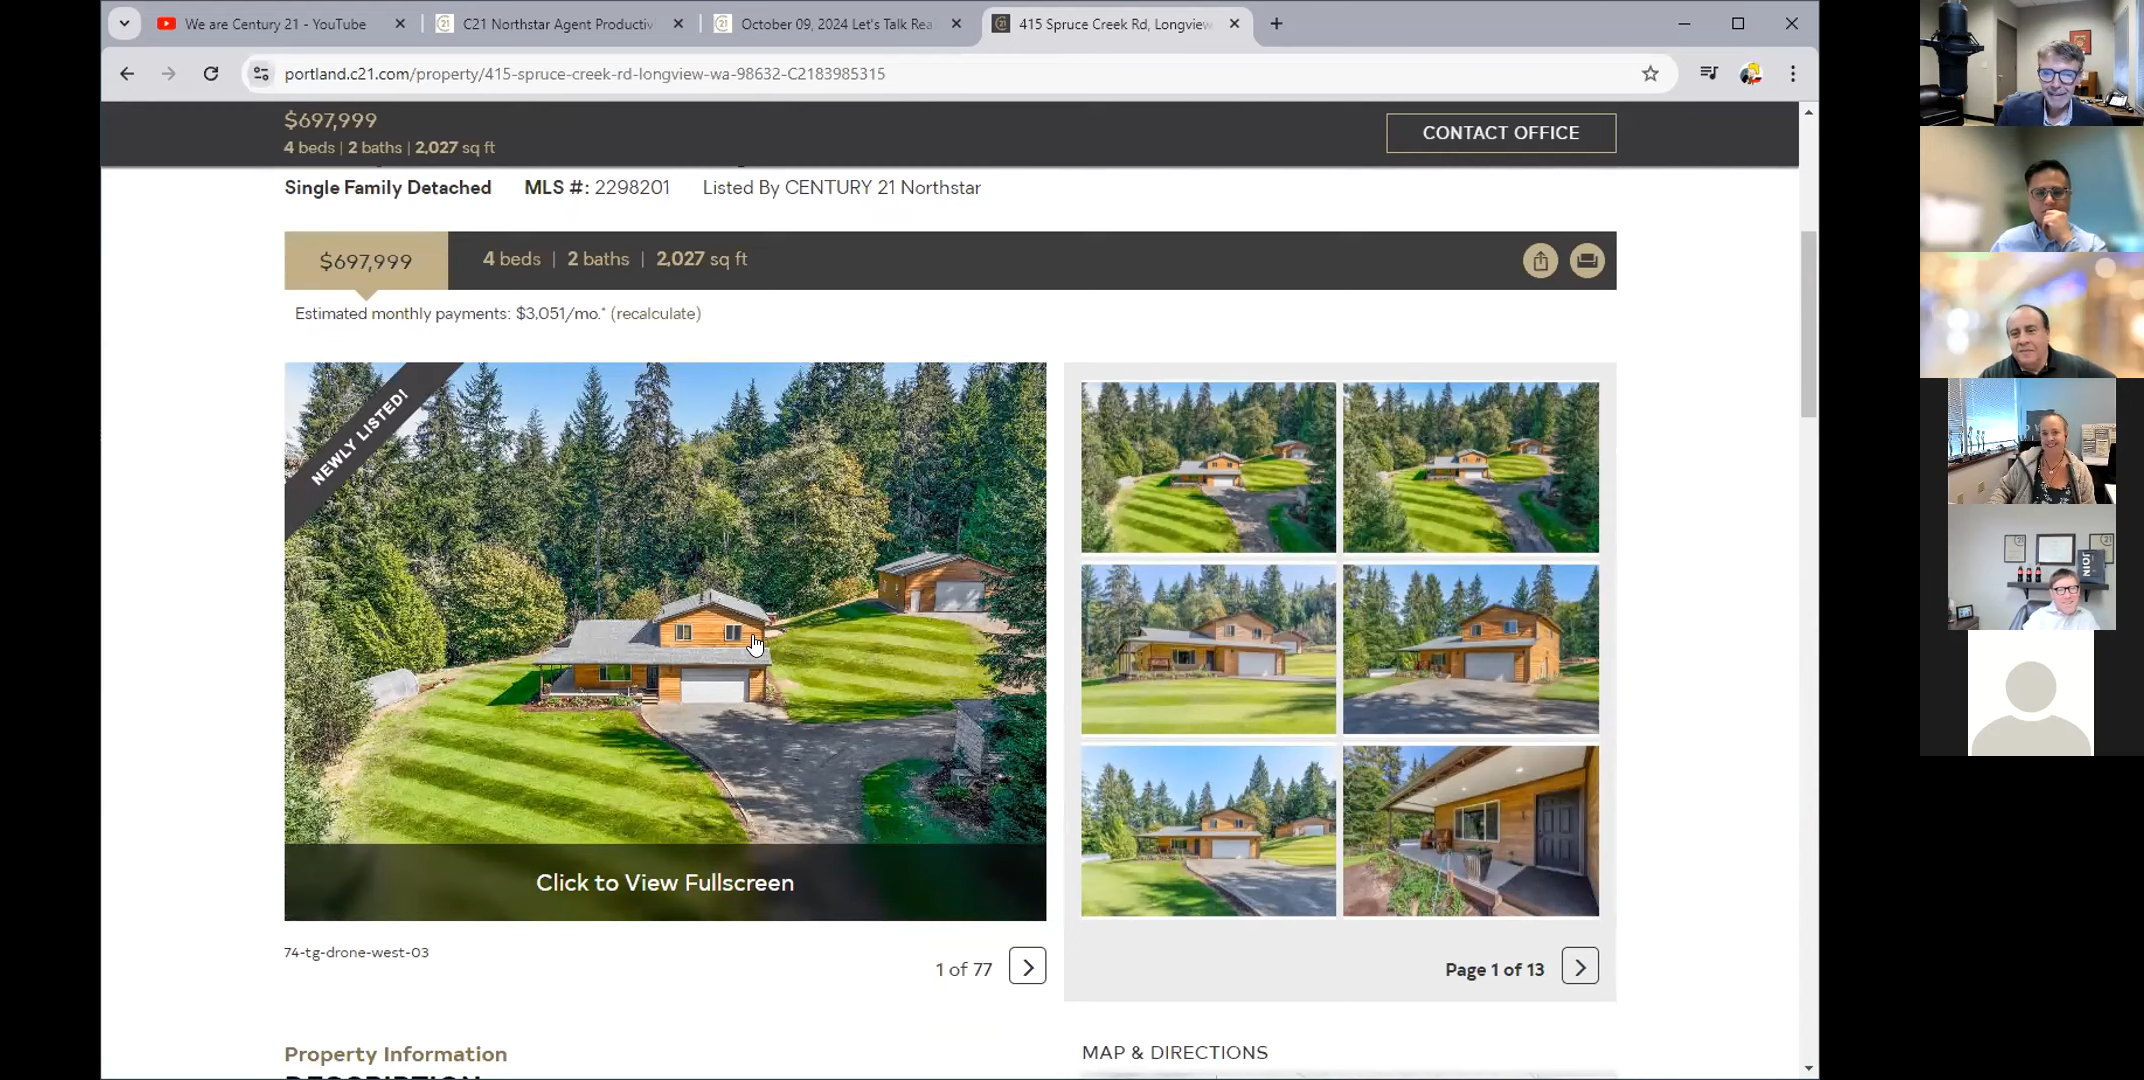 We are Century 21 - YouTube
C21 Northstar Agent Productiv
October 09, 2024 Let's Talk Rea
415 Spruce Creek Rd, Longview
portland.c21.com/property/415-spruce-creek-rd-longview-wa-98632-C2183985315
$697,999
4 beds | 2 baths | 2,027 sq ft
CONTACT OFFICE
Single Family Detached MLS #: 2298201 Listed By CENTURY 21 Northstar
$697,999
4 beds | 2 baths | 2,027 sq ft
Estimated monthly payments: $3,051/mo.* (recalculate)
NEWLY LISTED!
Click to View Fullscreen
74-tg-drone-west-03
1 of 77
Page 1 of 13
Property Information
DESCRIPTION
MAP & DIRECTIONS
JOIN